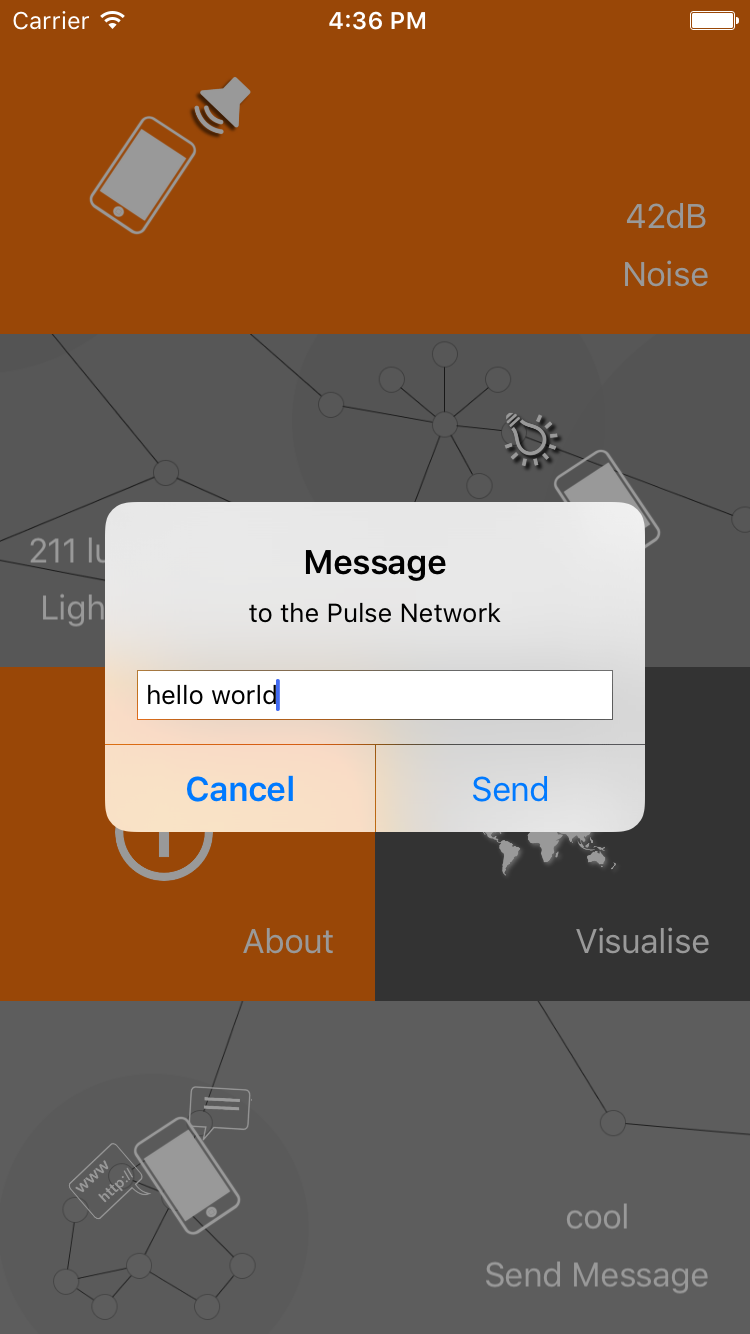 Carrier 4:36 PM
42dB
Noise
211 lu
Ligh
Message
to the Pulse Network
hello world
Cancel Send
About Visualise
www
http://
cool
Send Message